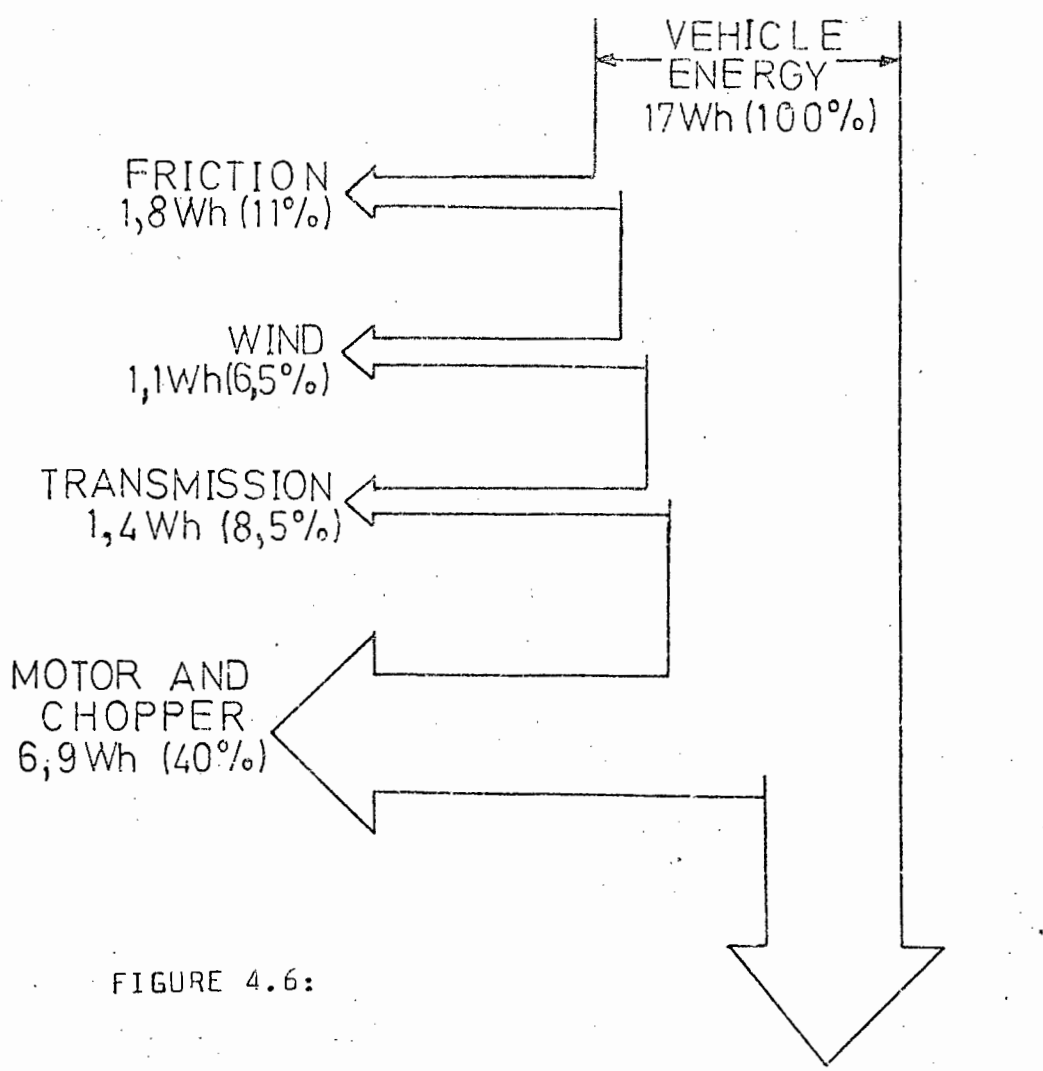 VEHICLE
ENERGY
17Wh (100%)
FRICTION
1,8Wh (11%)
WIND
1,1Wh (6,5%)
TRANSMISSION
1,4Wh (8,5%)
MOTOR AND
CHOPPER
6,9Wh (40%)
FIGURE 4.6: